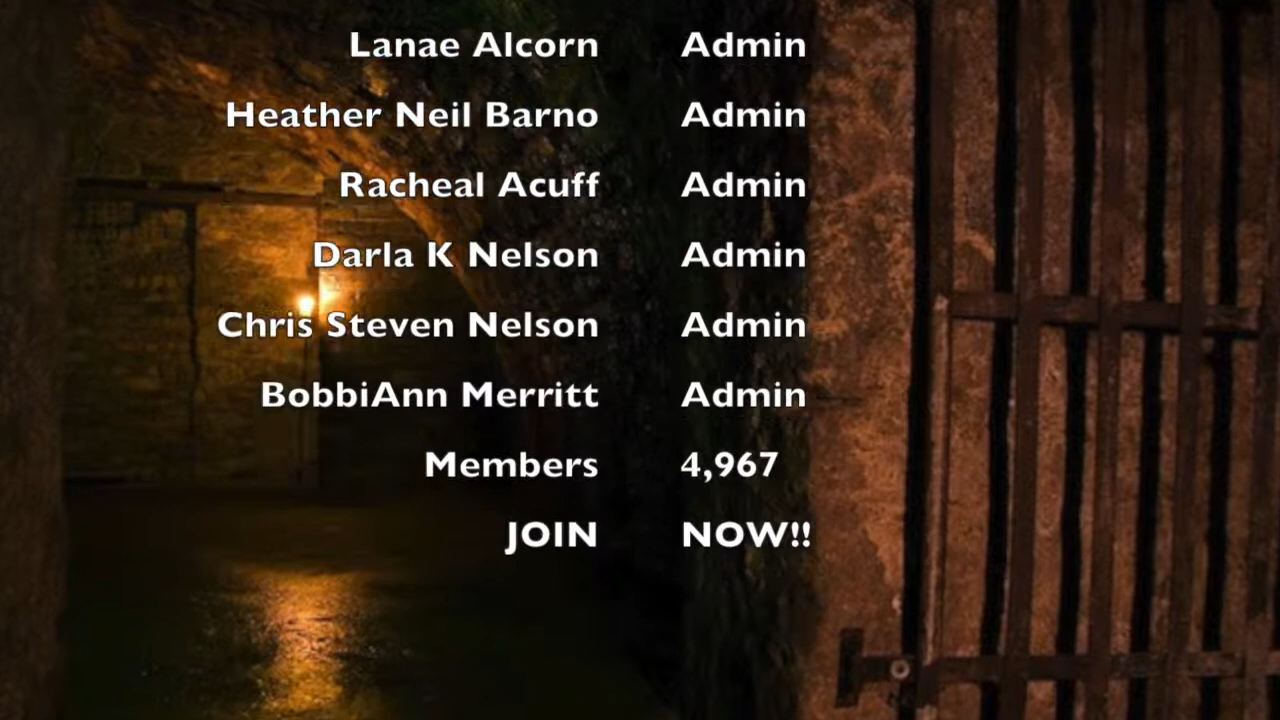 Lanae Alcorn Admin
Heather Neil Barno Admin
Racheal Acuff Admin
Darla K Nelson Admin
Chris Steven Nelson Admin
BobbiAnn Merritt Admin
Members 4,967
JOIN NOW!!